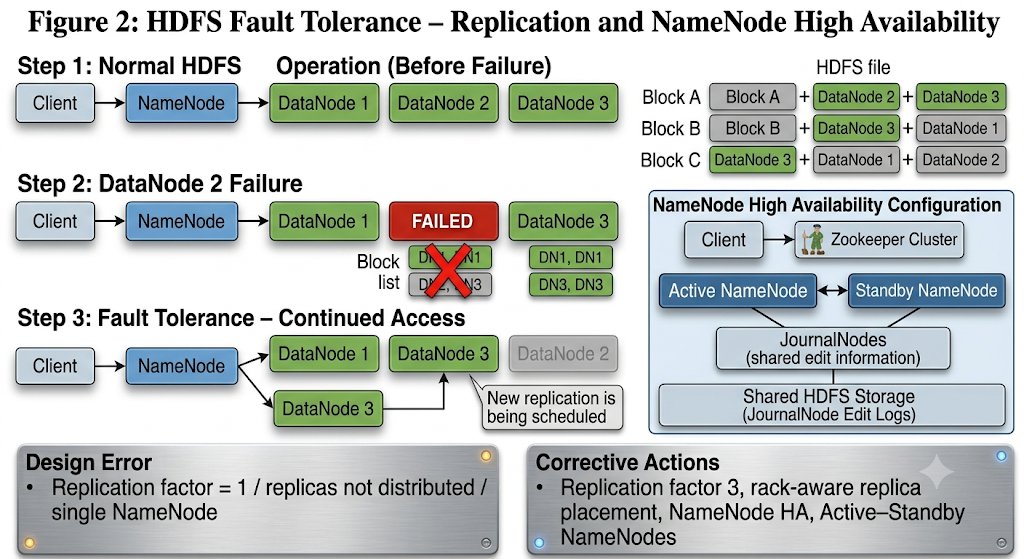 Figure 2: HDFS Fault Tolerance – Replication and NameNode High Availability
Step 1: Normal HDFS Operation (Before Failure)
Client
NameNode
DataNode 1
DataNode 2
DataNode 3
HDFS file
Block A Block A + DataNode 2 + DataNode 3
Block B Block B + DataNode 3 + DataNode 1
Block C DataNode 3 + DataNode 1 + DataNode 2
Step 2: DataNode 2 Failure
Client
NameNode
DataNode 1
FAILED
DataNode 3
Block
list
DN1, DN1
DN3, DN3
Step 3: Fault Tolerance – Continued Access
Client
NameNode
DataNode 1
DataNode 3
DataNode 2
DataNode 3
New replication is
being scheduled
NameNode High Availability Configuration
Client
Zookeeper Cluster
Active NameNode
Standby NameNode
JournalNodes
(shared edit information)
Shared HDFS Storage
(JournalNode Edit Logs)
Design Error
• Replication factor = 1 / replicas not distributed /
single NameNode
Corrective Actions
• Replication factor 3, rack-aware replica
placement, NameNode HA, Active–Standby
NameNodes